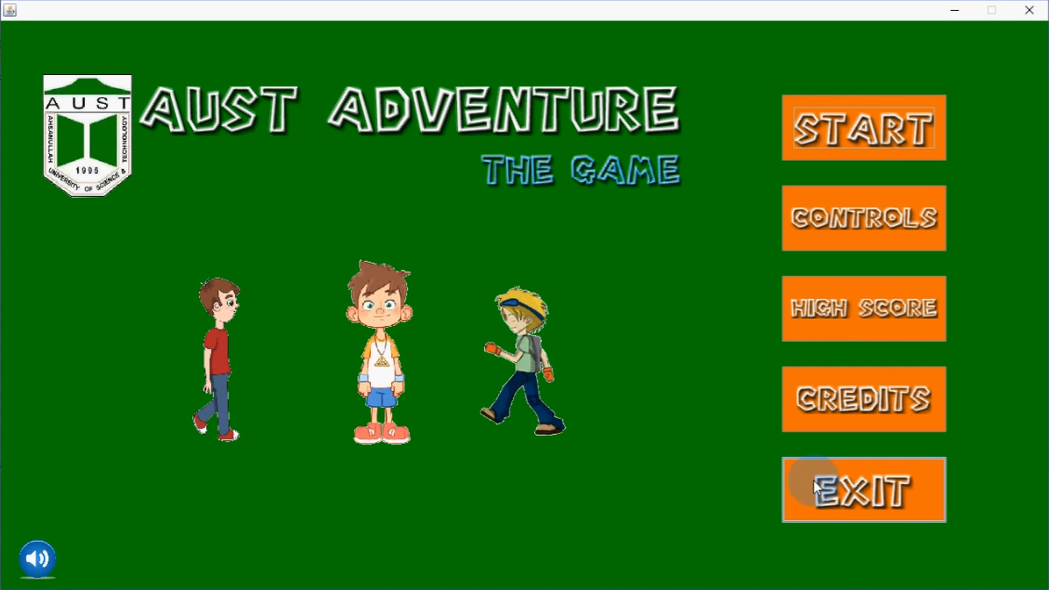 AUST
AHSANULLAH
UNIVERSITY OF SCIENCE &
TECHNOLOGY
1995
AUST ADVENTURE
THE GAME
START
CONTROLS
HIGH SCORE
CREDITS
EXIT